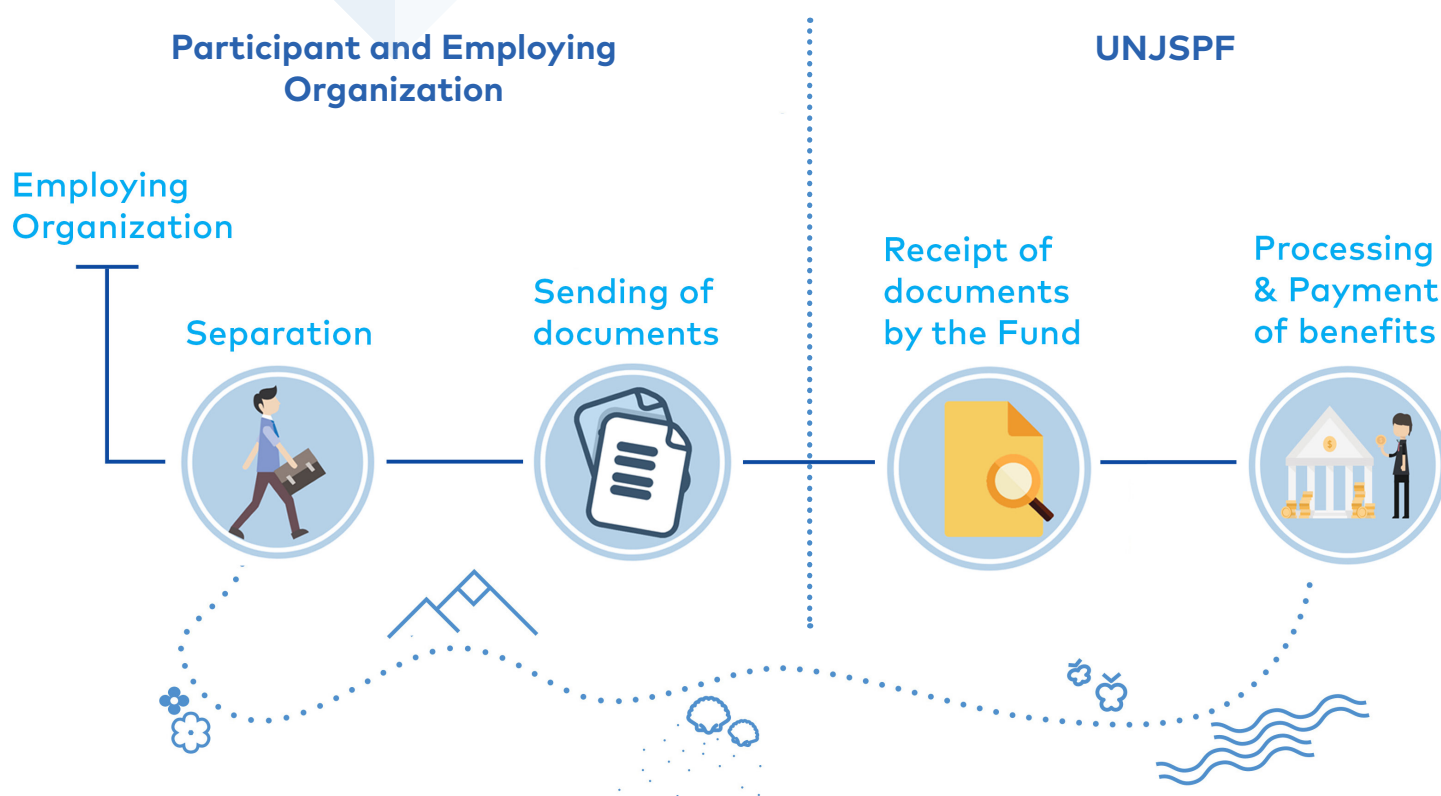 Participant and Employing
Organization
UNJSPF
Employing
Organization
Separation
Sending of
documents
Receipt of
documents
by the Fund
Processing
& Payment
of benefits
$